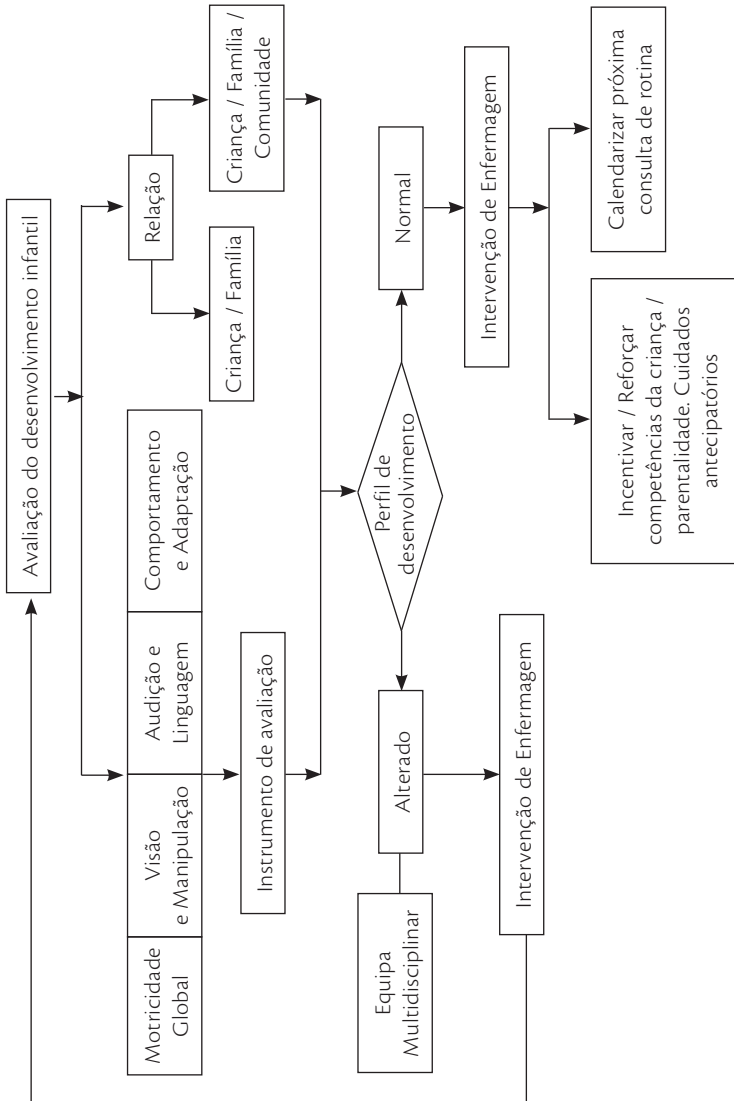 Avaliação do desenvolvimento infantil
Motricidade
Global
Visão
e Manipulação
Audição e
Linguagem
Comportamento
e Adaptação
Relação
Criança / Família
Criança / Família /
Comunidade
Instrumento de avaliação
Perfil de
desenvolvimento
Equipa
Multidisciplinar
Alterado
Normal
Intervenção de Enfermagem
Intervenção de Enfermagem
Incentivar / Reforçar
competências da criança /
parentalidade. Cuidados
antecipatórios
Calendarizar próxima
consulta de rotina